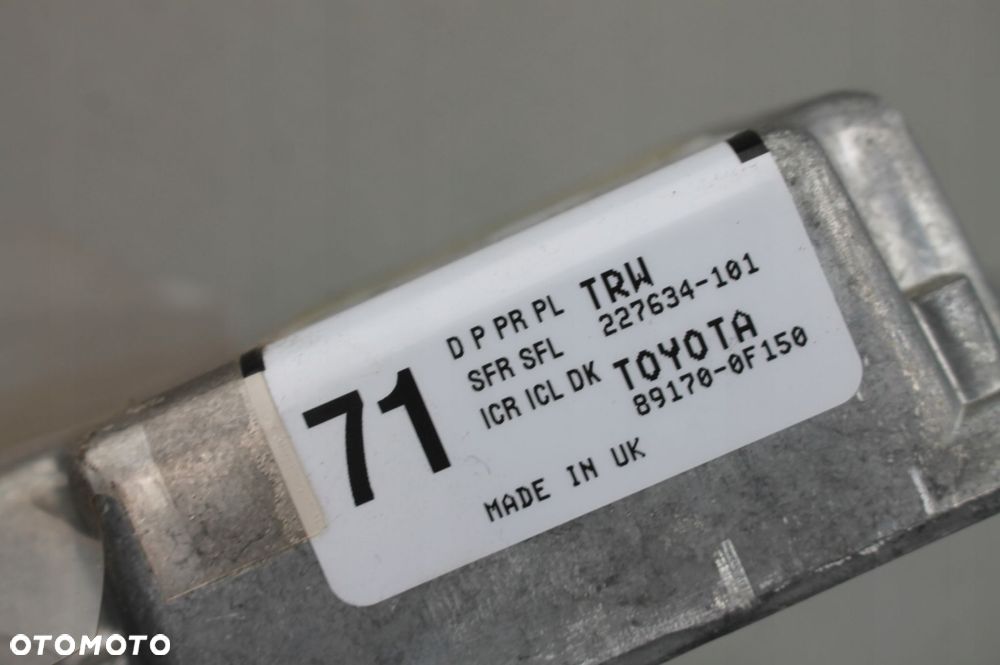 D P PR PL TRW
SFR SFL 227634-101
ICR ICL DK TOYOTA
89170-0F150
71
MADE IN UK
OTOMOTO